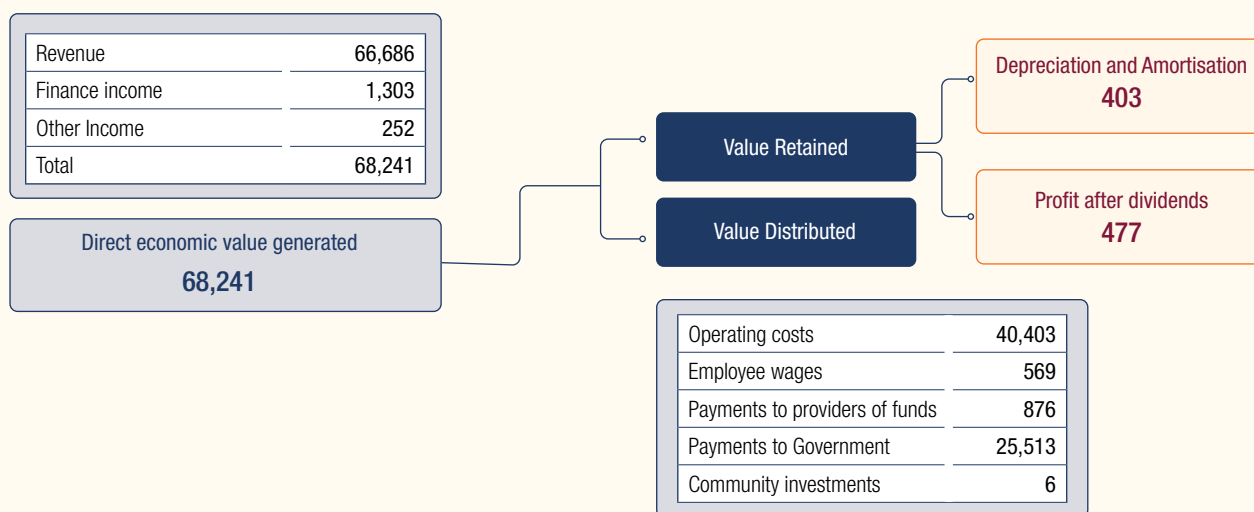 Revenue 66,686
Finance income 1,303
Other Income 252
Total 68,241
Direct economic value generated
68,241
Value Retained
Value Distributed
Depreciation and Amortisation
403
Profit after dividends
477
Operating costs 40,403
Employee wages 569
Payments to providers of funds 876
Payments to Government 25,513
Community investments 6